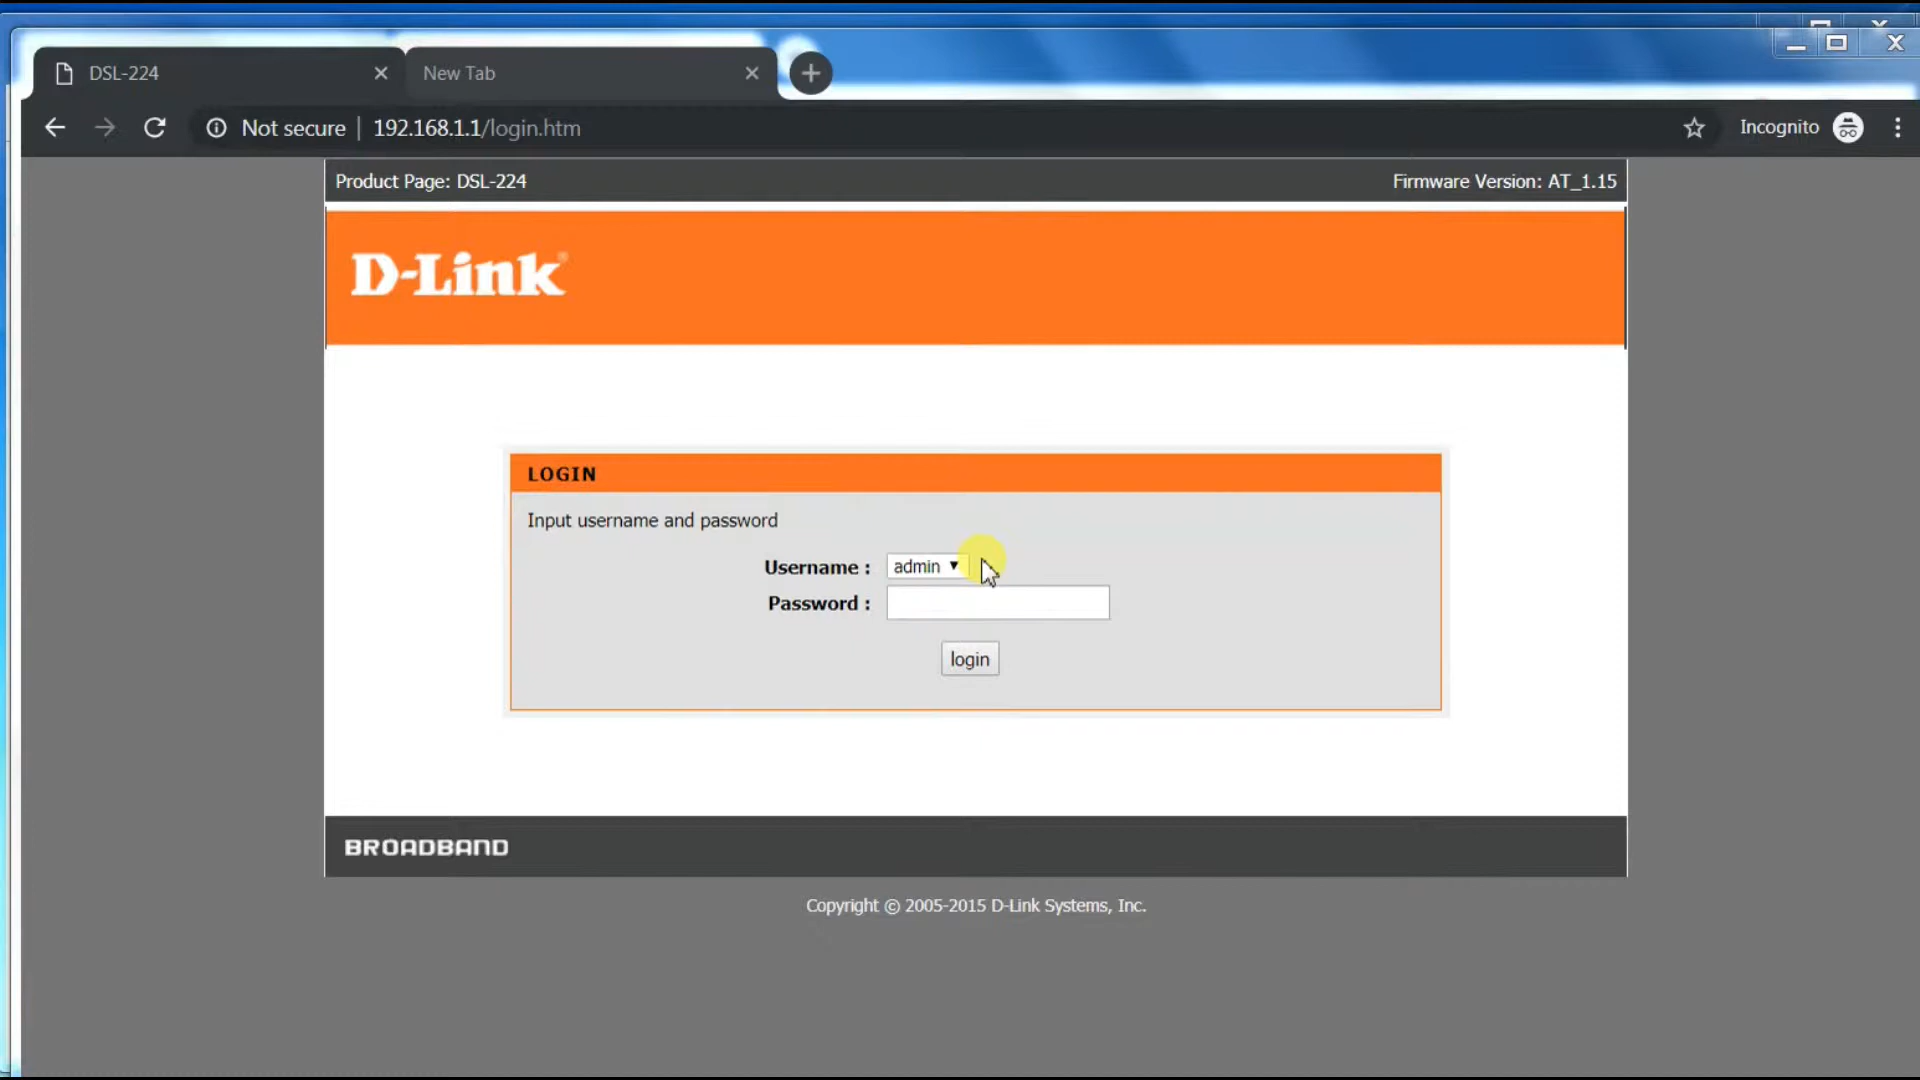 DSL-224
New Tab
Not secure | 192.168.1.1/login.htm
Incognito
Product Page: DSL-224
Firmware Version: AT_1.15
D-Link®
LOGIN
Input username and password
Username : admin
Password :
login
BROADBAND
Copyright © 2005-2015 D-Link Systems, Inc.